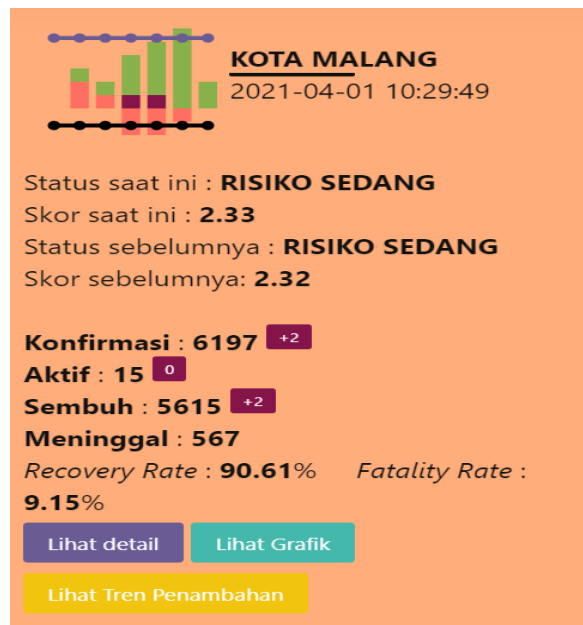 KOTA MALANG
2021-04-01 10:29:49
Status saat ini : RISIKO SEDANG
Skor saat ini : 2.33
Status sebelumnya : RISIKO SEDANG
Skor sebelumnya: 2.32
Konfirmasi : 6197 +2
Aktif : 15 0
Sembuh : 5615 +2
Meninggal : 567
Recovery Rate : 90.61% Fatality Rate :
9.15%
Lihat detail Lihat Grafik
Lihat Tren Penambahan